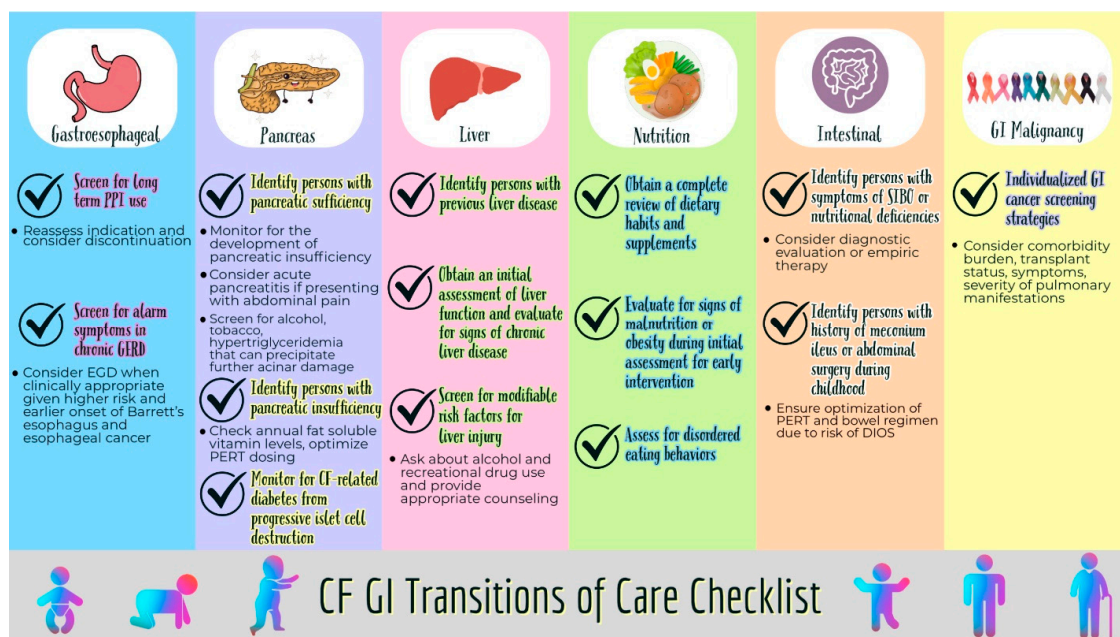 Gastroesophageal
Screen for long
term PPI use
• Reassess indication and
consider discontinuation
Screen for alarm
symptoms in
chronic GERD
• Consider EGD when
clinically appropriate
given higher risk and
earlier onset of Barrett's
esophagus and
esophageal cancer
Pancreas
Identify persons with
pancreatic sufficiency
• Monitor for the
development of
pancreatic insufficiency
• Consider acute
pancreatitis if presenting
with abdominal pain
• Screen for alcohol,
tobacco,
hypertriglyceridemia
that can precipitate
further acinar damage
Identify persons with
pancreatic insufficiency
• Check annual fat soluble
vitamin levels, optimize
PERT dosing
Monitor for CF-related
diabetes from
progressive islet cell
destruction
Liver
Identify persons with
previous liver disease
Obtain an initial
assessment of liver
function and evaluate
for signs of chronic
liver disease
Screen for modifiable
risk factors for
liver injury
• Ask about alcohol and
recreational drug use
and provide
appropriate counseling
Nutrition
Obtain a complete
review of dietary
habits and
supplements
Evaluate for signs of
malnutrition or
obesity during initial
assessment for early
intervention
Assess for disordered
eating behaviors
Intestinal
Identify persons with
symptoms of SIBO or
nutritional deficiencies
• Consider diagnostic
evaluation or empiric
therapy
Identify persons with
history of meconium
ileus or abdominal
surgery during
childhood
• Ensure optimization of
PERT and bowel regimen
due to risk of DIOS
GI Malignancy
Individualized GI
cancer screening
strategies
• Consider comorbidity
burden, transplant
status, symptoms,
severity of pulmonary
manifestations
CF GI Transitions of Care Checklist